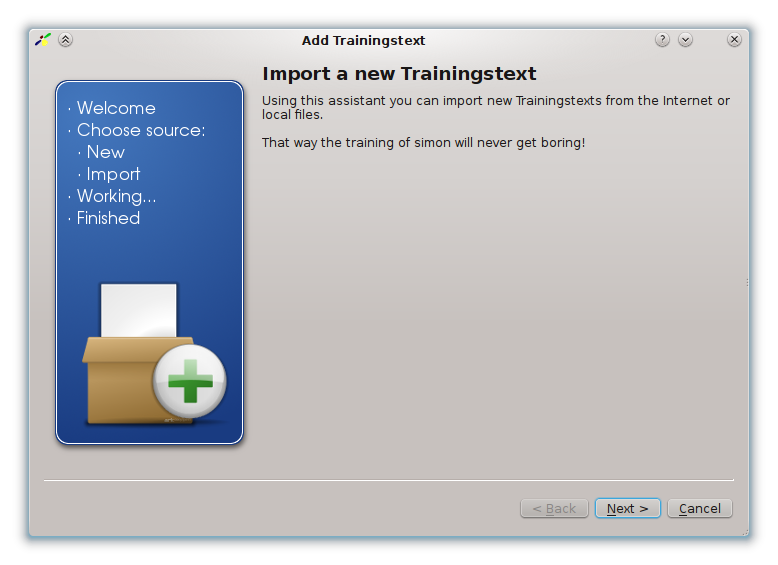 Add Trainingstext
Import a new Trainingstext
Using this assistant you can import new Trainingstexts from the Internet or
local files.
That way the training of simon will never get boring!
· Welcome
· Choose source:
· New
· Import
· Working...
· Finished
< Back
Next >
Cancel